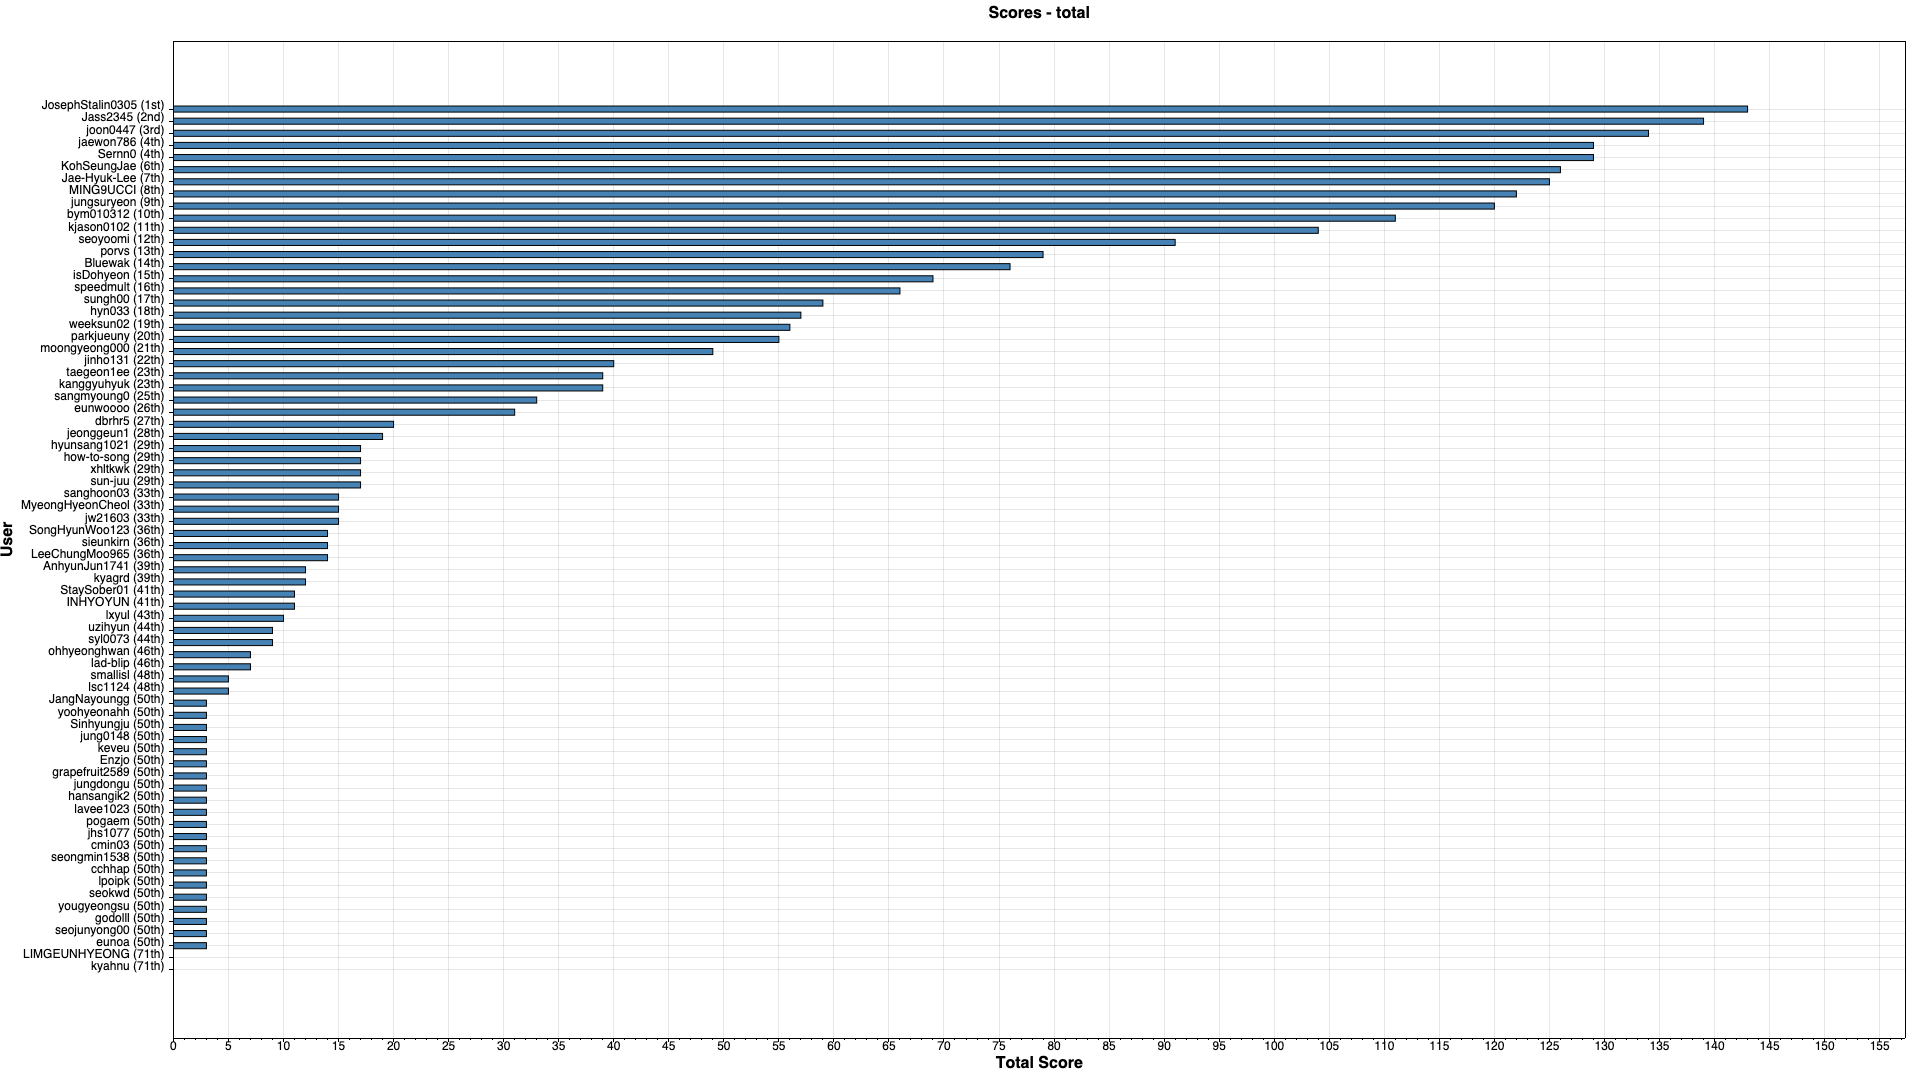 Scores - total
JosephStalin0305 (1st)
Jass2345 (2nd)
joon0447 (3rd)
jaewon786 (4th)
Sernn0 (4th)
KohSeungJae (6th)
Jae-Hyuk-Lee (7th)
MING9UCCI (8th)
jungsuryeon (9th)
bym010312 (10th)
kjason0102 (11th)
seoyoomi (12th)
porvs (13th)
Bluewak (14th)
isDohyeon (15th)
speedmult (16th)
sungh00 (17th)
hyn033 (18th)
weeksun02 (19th)
parkjueuny (20th)
moongyeong000 (21th)
jinho131 (22th)
taegeon1ee (23th)
kanggyuhyuk (23th)
sangmyoung0 (25th)
eunwoooo (26th)
dbrhr5 (27th)
jeonggeun1 (28th)
hyunsang1021 (29th)
how-to-song (29th)
xhltkwk (29th)
sun-juu (29th)
sanghoon03 (33th)
MyeongHyeonCheol (33th)
jw21603 (33th)
SongHyunWoo123 (36th)
sieunkirn (36th)
LeeChungMoo965 (36th)
AnhyunJun1741 (39th)
kyagrd (39th)
StaySober01 (41th)
INHYOYUN (41th)
lxyul (43th)
uzihyun (44th)
syl0073 (44th)
ohhyeonghwan (46th)
lad-blip (46th)
smallisl (48th)
lsc1124 (48th)
JangNayoungg (50th)
yoohyeonahh (50th)
Sinhyungju (50th)
jung0148 (50th)
keveu (50th)
Enzjo (50th)
grapefruit2589 (50th)
jungdongu (50th)
hansangik2 (50th)
lavee1023 (50th)
pogaem (50th)
jhs1077 (50th)
cmin03 (50th)
seongmin1538 (50th)
cchhap (50th)
lpoipk (50th)
seokwd (50th)
yougyeongsu (50th)
godolll (50th)
seojunyong00 (50th)
eunoa (50th)
LIMGEUNHYEONG (71th)
kyahnu (71th)
User
0 5 10 15 20 25 30 35 40 45 50 55 60 65 70 75 80 85 90 95 100 105 110 115 120 125 130 135 140 145 150 155
Total Score